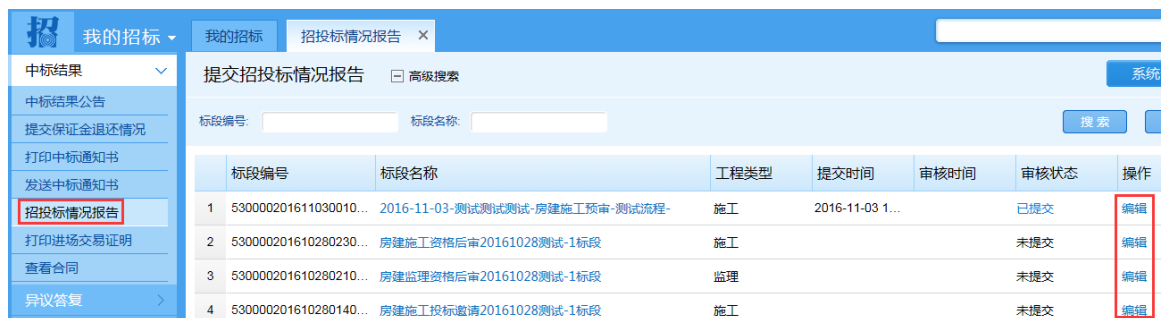 招 我的招标 我的招标 招投标情况报告
中标结果 提交招投标情况报告 高级搜索 系统
中标结果公告
提交保证金退还情况 标段编号: 标段名称: 搜索
打印中标通知书
发送中标通知书 标段编号 标段名称 工程类型 提交时间 审核时间 审核状态 操作
招投标情况报告 1 530000201611030010... 2016-11-03-测试测试测试-房建施工预审-测试流程- 施工 2016-11-03 1... 已提交 编辑
打印进场交易证明 2 530000201610280230... 房建施工资格后审20161028测试-1标段 施工 未提交 编辑
查看合同 3 530000201610280210... 房建监理资格后审20161028测试-1标段 监理 未提交 编辑
异议答复 4 530000201610280140... 房建施工投标邀请20161028测试-1标段 施工 未提交 编辑